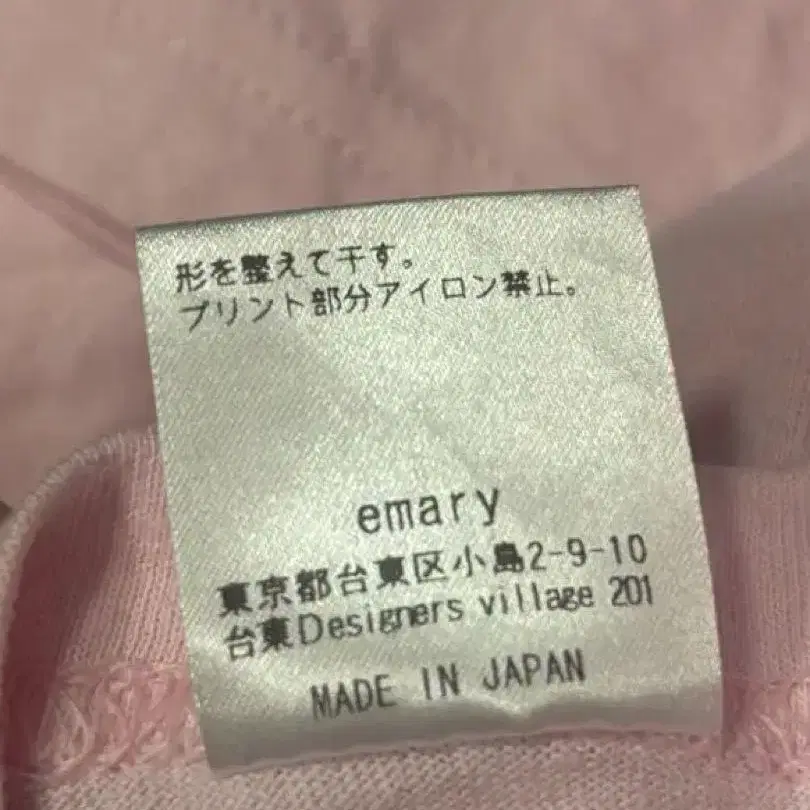 形を整えて干す。
プリント部分アイロン禁止。
emary
東京都台東区小島2-9-10
台東Designers village 201
MADE IN JAPAN